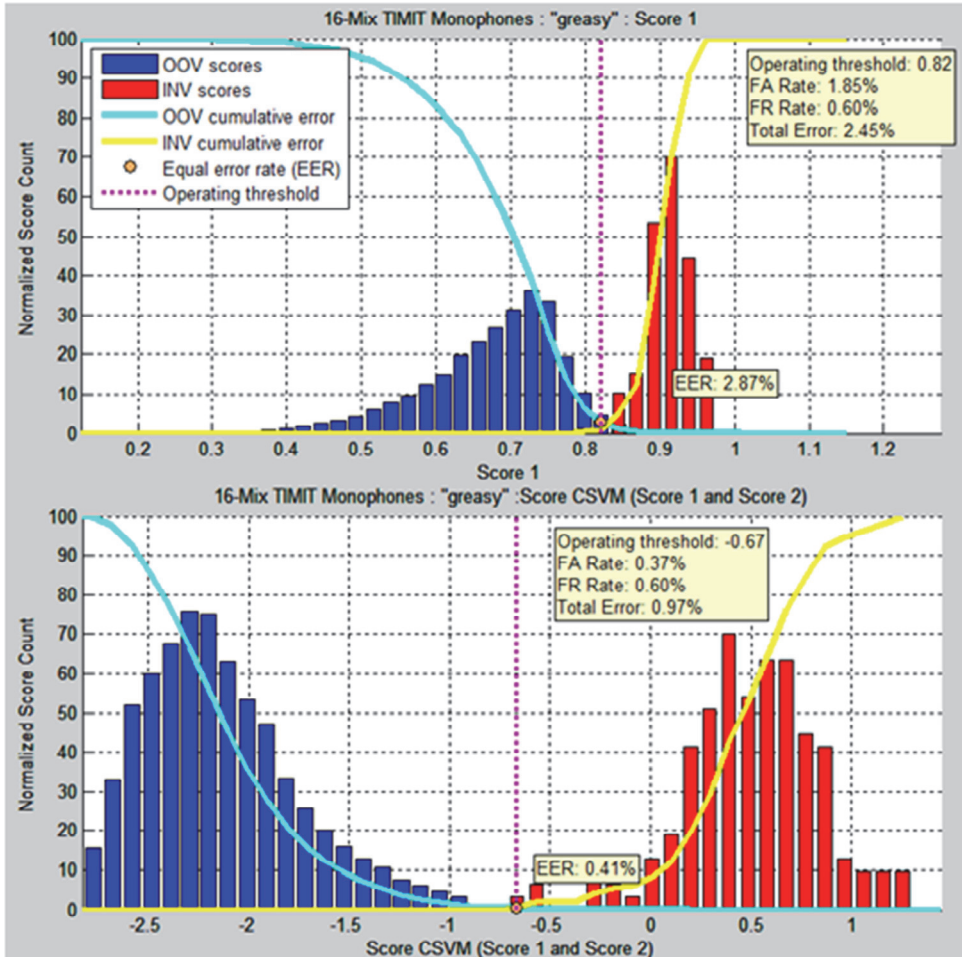 16-Mix TIMIT Monophones : "greasy" : Score 1
100
90
80
70
60
50
40
30
20
10
0
Normalized Score Count
OOV scores
INV scores
OOV cumulative error
INV cumulative error
Equal error rate (EER)
Operating threshold
Operating threshold: 0.82
FA Rate: 1.85%
FR Rate: 0.60%
Total Error: 2.45%
EER: 2.87%
0.2 0.3 0.4 0.5 0.6 0.7 0.8 0.9 1 1.1 1.2
Score 1
16-Mix TIMIT Monophones : "greasy" :Score CSVM (Score 1 and Score 2)
100
90
80
70
60
50
40
30
20
10
0
Normalized Score Count
Operating threshold: -0.67
FA Rate: 0.37%
FR Rate: 0.60%
Total Error: 0.97%
EER: 0.41%
-2.5 -2 -1.5 -1 -0.5 0 0.5 1
Score CSVM (Score 1 and Score 2)